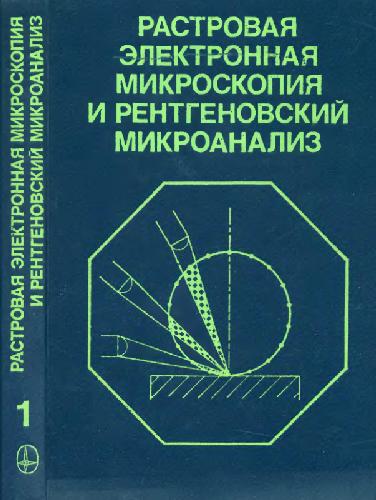 РАСТРОВАЯ
ЭЛЕКТРОННАЯ
МИКРОСКОПИЯ
И РЕНТГЕНОВСКИЙ
МИКРОАНАЛИЗ
РАСТРОВАЯ ЭЛЕКТРОННАЯ МИКРОСКОПИЯ
И РЕНТГЕНОВСКИЙ МИКРОАНАЛИЗ
1